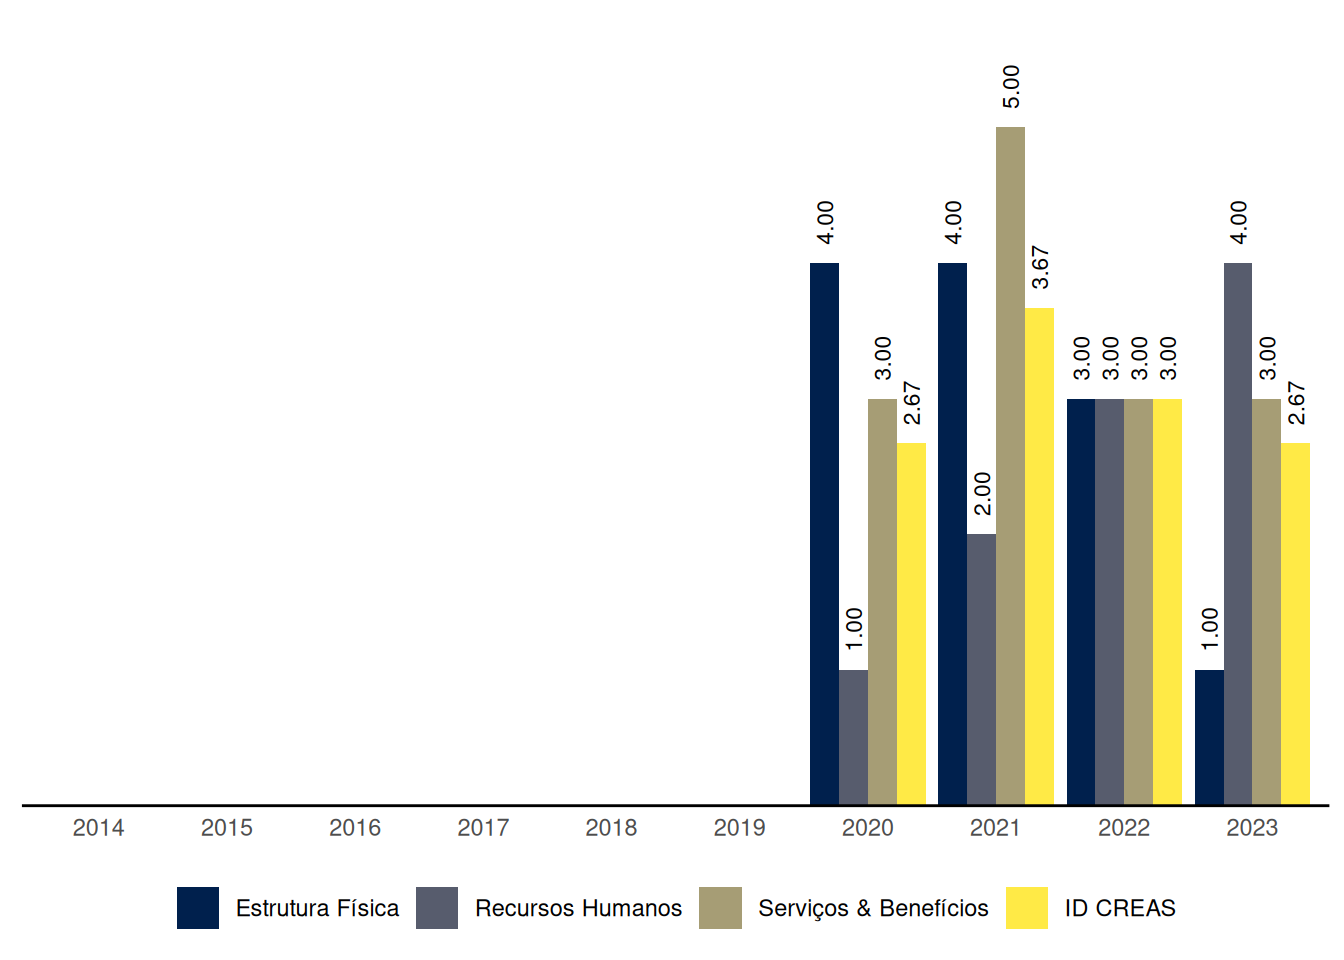 4.00 1.00 3.00 2.67 4.00 2.00 5.00 3.67 3.00 3.00 3.00 3.00 1.00 4.00 3.00 2.67
2014 2015 2016 2017 2018 2019 2020 2021 2022 2023
Estrutura Física Recursos Humanos Serviços & Benefícios ID CREAS